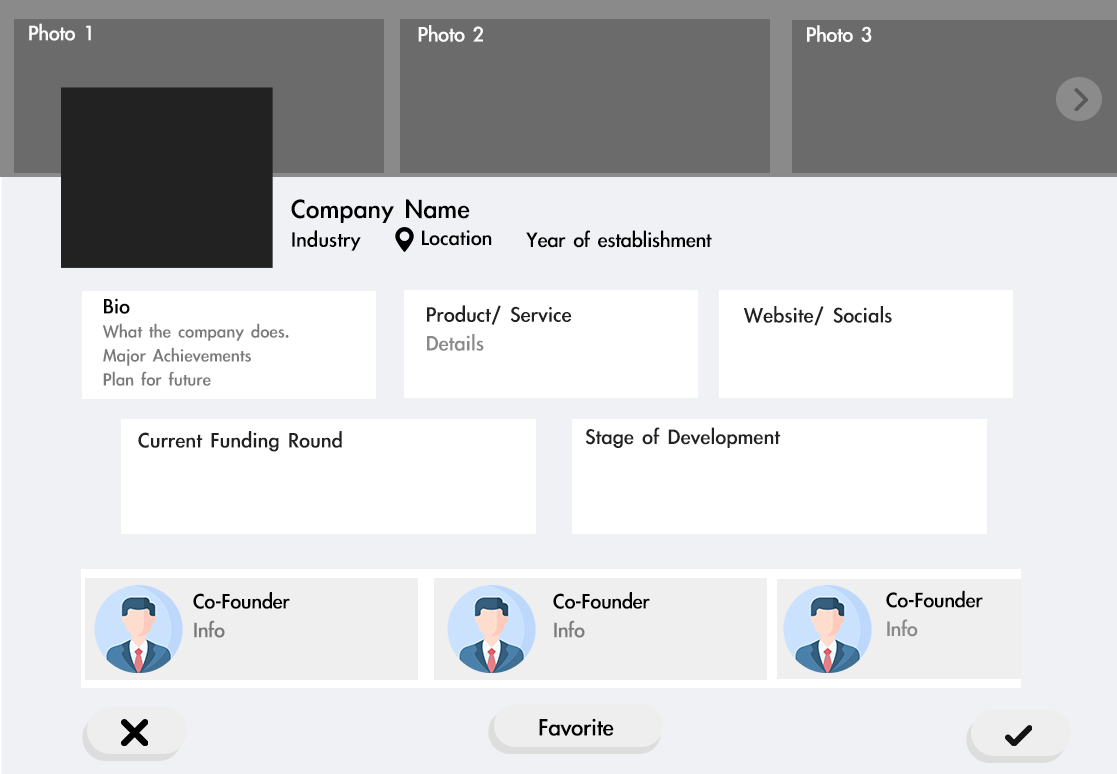 Photo 1
Photo 2
Photo 3
Company Name
Industry
Location
Year of establishment
Bio
What the company does.
Major Achievements
Plan for future
Product/ Service
Details
Website/ Socials
Current Funding Round
Stage of Development
Co-Founder
Info
Co-Founder
Info
Co-Founder
Info
Favorite